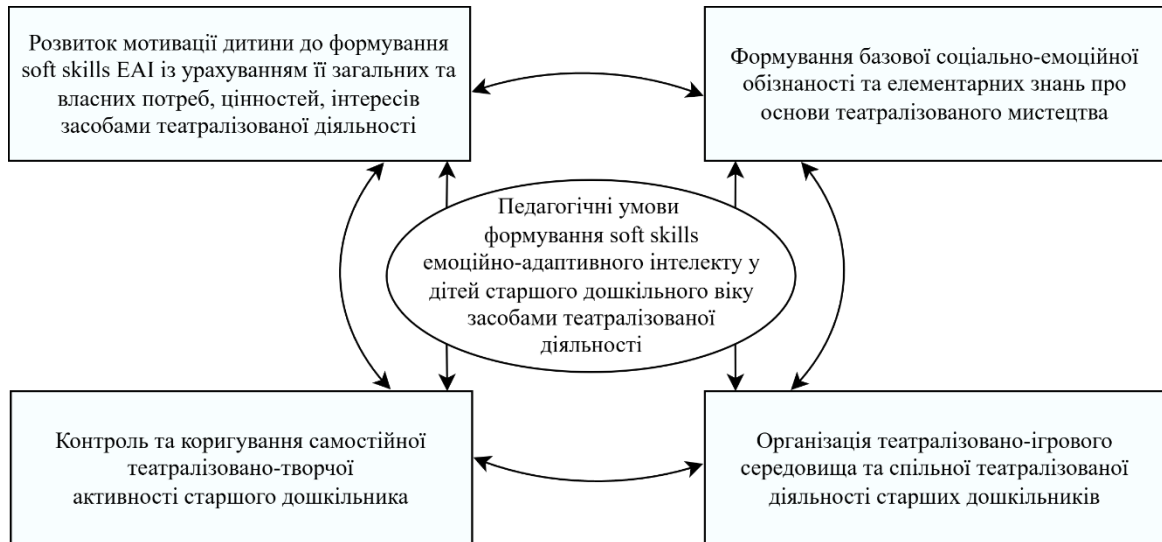 Розвиток мотивації дитини до формування
soft skills ЕАІ із урахуванням її загальних та
власних потреб, цінностей, інтересів
засобами театралізованої діяльності
Формування базової соціально-емоційної
обізнаності та елементарних знань про
основи театралізованого мистецтва
Педагогічні умови
формування soft skills
емоційно-адаптивного інтелекту у
дітей старшого дошкільного віку
засобами театралізованої
діяльності
Контроль та коригування самостійної
театралізовано-творчої
активності старшого дошкільника
Організація театралізовано-ігрового
середовища та спільної театралізованої
діяльності старших дошкільників